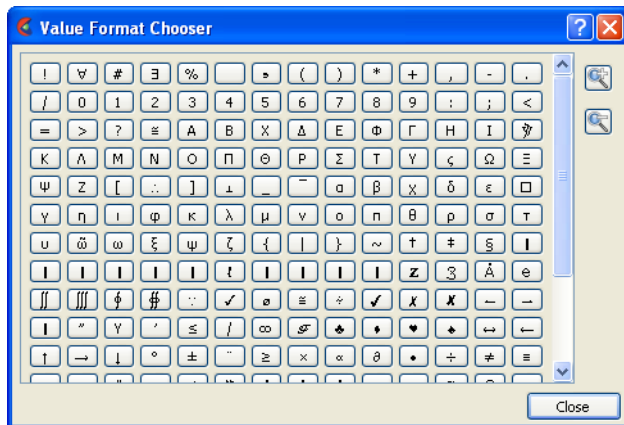 Value Format Chooser
! ∀ # ∃ % ( ) * + , - .
/ 0 1 2 3 4 5 6 7 8 9 : ; <
= > ? ≅ Α Β Χ Δ Ε Φ Γ Η Ι
Κ Λ Μ Ν Ο Π Θ Ρ Σ Τ Υ ς Ω Ξ
Ψ Ζ [ ∴ ] ⊥ _ ‾ α β χ δ ε □
γ η ι φ κ λ μ ν ο π θ ρ σ τ
υ ϖ ω ξ ψ ζ { | } ~ † ‡ §
z Å e
∬ ∭ ∮ ∯ ∵ ✓ ø ≅ ÷ ✓ ✗ ✘
″ Υ ′ ≤ / ∞ ♣ ♦ ♥ ♠ ↔ ←
↑ → ↓ ° ± ¨ ≥ × ∝ ∂ • ÷ ≠ ≡
Close